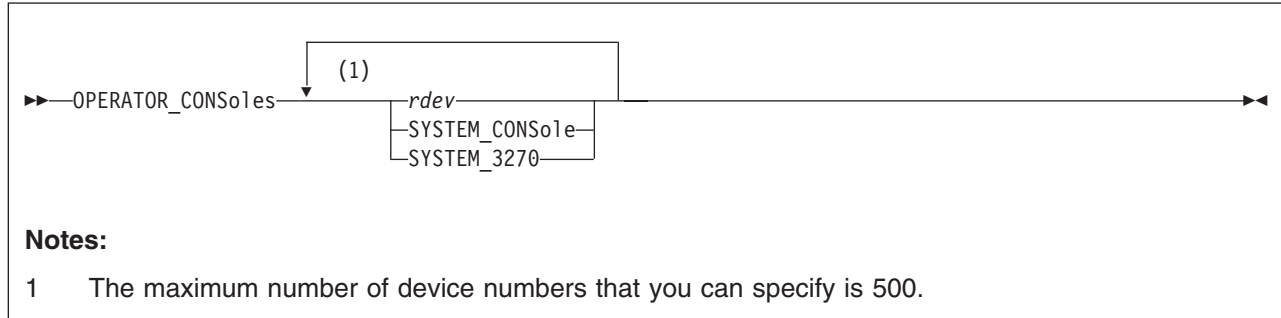 (1)
OPERATOR_CONSoles rdev
SYSTEM_CONSole
SYSTEM_3270
Notes:
1 The maximum number of device numbers that you can specify is 500.